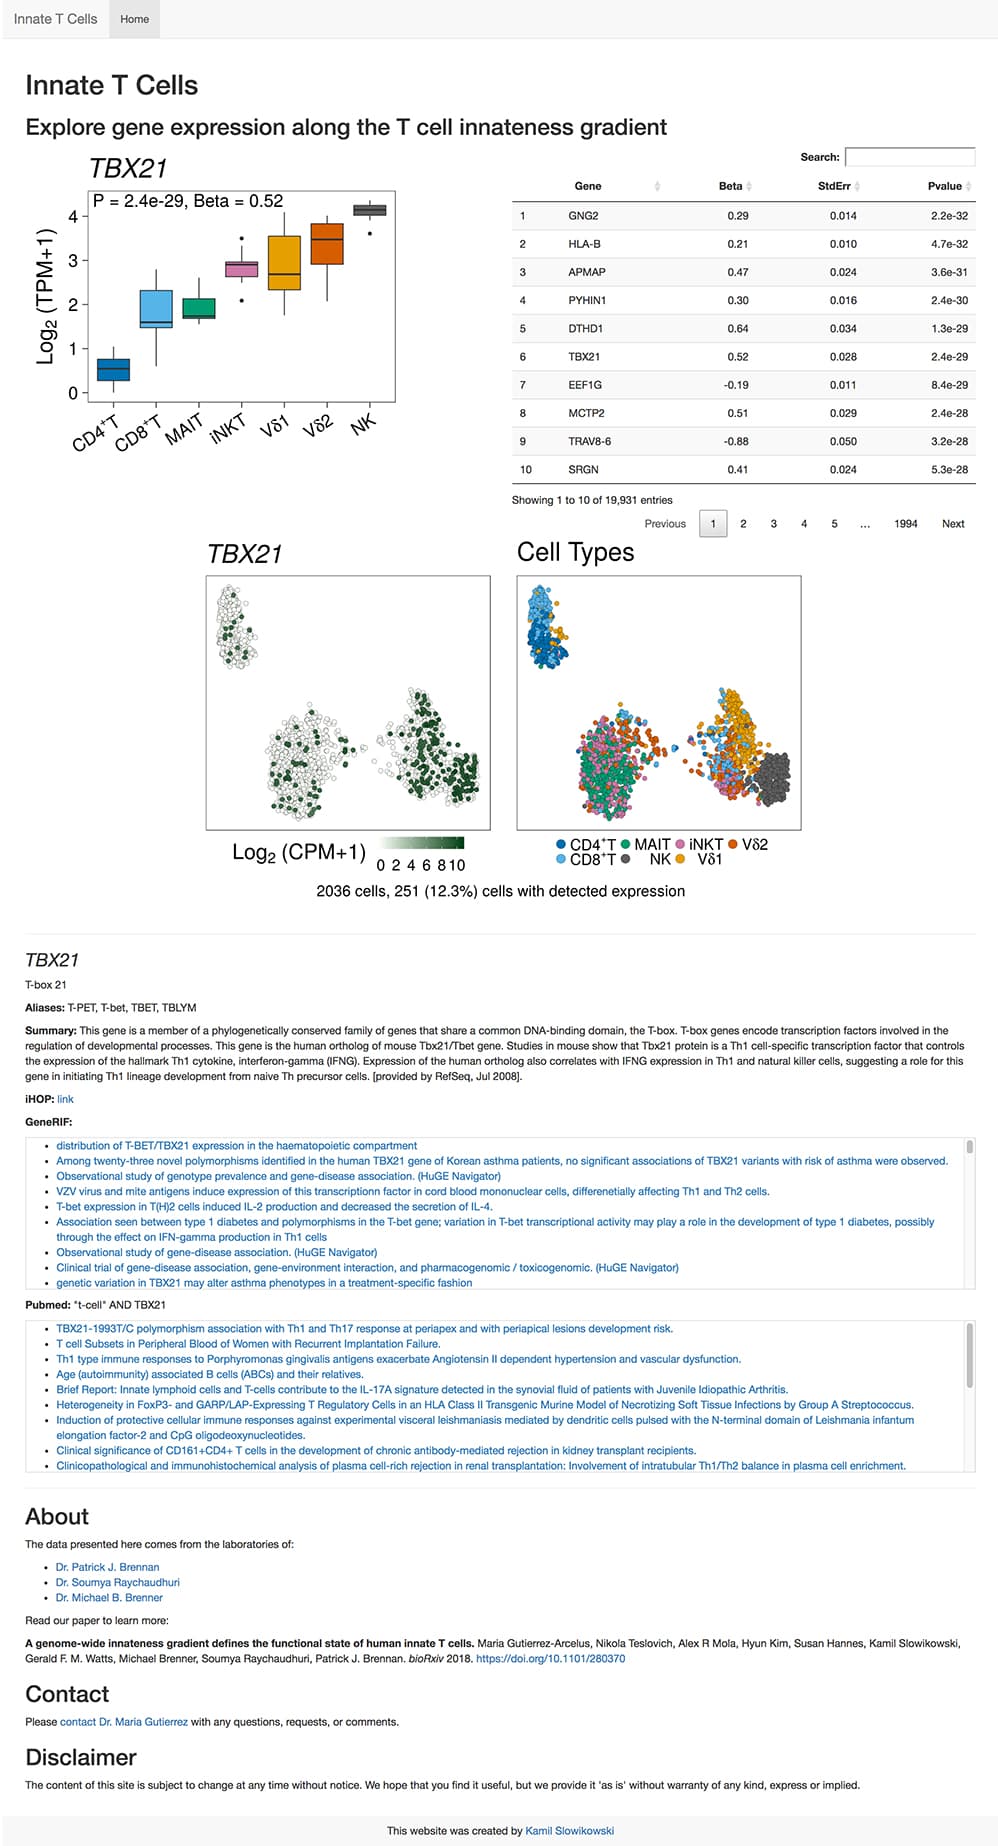 Innate T Cells Home
Innate T Cells
Explore gene expression along the T cell innateness gradient
TBX21
P = 2.4e-29, Beta = 0.52
Log2 (TPM+1)
4
3
2
1
0
CD4+T CD8+T MAIT iNKT Vδ1 Vδ2 NK
Search:
Gene Beta StdErr Pvalue
1 GNG2 0.29 0.014 2.2e-32
2 HLA-B 0.21 0.010 4.7e-32
3 APMAP 0.47 0.024 3.6e-31
4 PYHIN1 0.30 0.016 2.4e-30
5 DTHD1 0.64 0.034 1.3e-29
6 TBX21 0.52 0.028 2.4e-29
7 EEF1G -0.19 0.011 8.4e-29
8 MCTP2 0.51 0.029 2.4e-28
9 TRAV8-6 -0.88 0.050 3.2e-28
10 SRGN 0.41 0.024 5.3e-28
Showing 1 to 10 of 19,931 entries
Previous 1 2 3 4 5 ... 1994 Next
TBX21
Log2 (CPM+1)
0 2 4 6 8 10
Cell Types
CD4+T MAIT iNKT Vδ2
CD8+T NK Vδ1
2036 cells, 251 (12.3%) cells with detected expression
TBX21
T-box 21
Aliases: T-PET, T-bet, TBET, TBLYM
Summary: This gene is a member of a phylogenetically conserved family of genes that share a common DNA-binding domain, the T-box. T-box genes encode transcription factors involved in the
regulation of developmental processes. This gene is the human ortholog of mouse Tbx21/Tbet gene. Studies in mouse show that Tbx21 protein is a Th1 cell-specific transcription factor that controls
the expression of the hallmark Th1 cytokine, interferon-gamma (IFNG). Expression of the human ortholog also correlates with IFNG expression in Th1 and natural killer cells, suggesting a role for this
gene in initiating Th1 lineage development from naive Th precursor cells. [provided by RefSeq, Jul 2008].
iHOP: link
GeneRIF:
• distribution of T-BET/TBX21 expression in the haematopoietic compartment
• Among twenty-three novel polymorphisms identified in the human TBX21 gene of Korean asthma patients, no significant associations of TBX21 variants with risk of asthma were observed.
• Observational study of genotype prevalence and gene-disease association. (HuGE Navigator)
• VZV virus and mite antigens induce expression of this transcriptionn factor in cord blood mononuclear cells, differenetially affecting Th1 and Th2 cells.
• T-bet expression in T(H)2 cells induced IL-2 production and decreased the secretion of IL-4.
• Association seen between type 1 diabetes and polymorphisms in the T-bet gene; variation in T-bet transcriptional activity may play a role in the development of type 1 diabetes, possibly
through the effect on IFN-gamma production in Th1 cells
• Observational study of gene-disease association. (HuGE Navigator)
• Clinical trial of gene-disease association, gene-environment interaction, and pharmacogenomic / toxicogenomic. (HuGE Navigator)
• genetic variation in TBX21 may alter asthma phenotypes in a treatment-specific fashion
Pubmed: "t-cell" AND TBX21
• TBX21-1993T/C polymorphism association with Th1 and Th17 response at periapex and with periapical lesions development risk.
• T cell Subsets in Peripheral Blood of Women with Recurrent Implantation Failure.
• Th1 type immune responses to Porphyromonas gingivalis antigens exacerbate Angiotensin II dependent hypertension and vascular dysfunction.
• Age (autoimmunity) associated B cells (ABCs) and their relatives.
• Brief Report: Innate lymphoid cells and T-cells contribute to the IL-17A signature detected in the synovial fluid of patients with Juvenile Idiopathic Arthritis.
• Heterogeneity in FoxP3- and GARP/LAP-Expressing T Regulatory Cells in an HLA Class II Transgenic Murine Model of Necrotizing Soft Tissue Infections by Group A Streptococcus.
• Induction of protective cellular immune responses against experimental visceral leishmaniasis mediated by dendritic cells pulsed with the N-terminal domain of Leishmania infantum
elongation factor-2 and CpG oligodeoxynucleotides.
• Clinical significance of CD161+CD4+ T cells in the development of chronic antibody-mediated rejection in kidney transplant recipients.
• Clinicopathological and immunohistochemical analysis of plasma cell-rich rejection in renal transplantation: Involvement of intratubular Th1/Th2 balance in plasma cell enrichment.
About
The data presented here comes from the laboratories of:
• Dr. Patrick J. Brennan
• Dr. Soumya Raychaudhuri
• Dr. Michael B. Brenner
Read our paper to learn more:
A genome-wide innateness gradient defines the functional state of human innate T cells. Maria Gutierrez-Arcelus, Nikola Teslovich, Alex R Mola, Hyun Kim, Susan Hannes, Kamil Slowikowski,
Gerald F. M. Watts, Michael Brenner, Soumya Raychaudhuri, Patrick J. Brennan. bioRxiv 2018. https://doi.org/10.1101/280370
Contact
Please contact Dr. Maria Gutierrez with any questions, requests, or comments.
Disclaimer
The content of this site is subject to change at any time without notice. We hope that you find it useful, but we provide it 'as is' without warranty of any kind, express or implied.
This website was created by Kamil Slowikowski